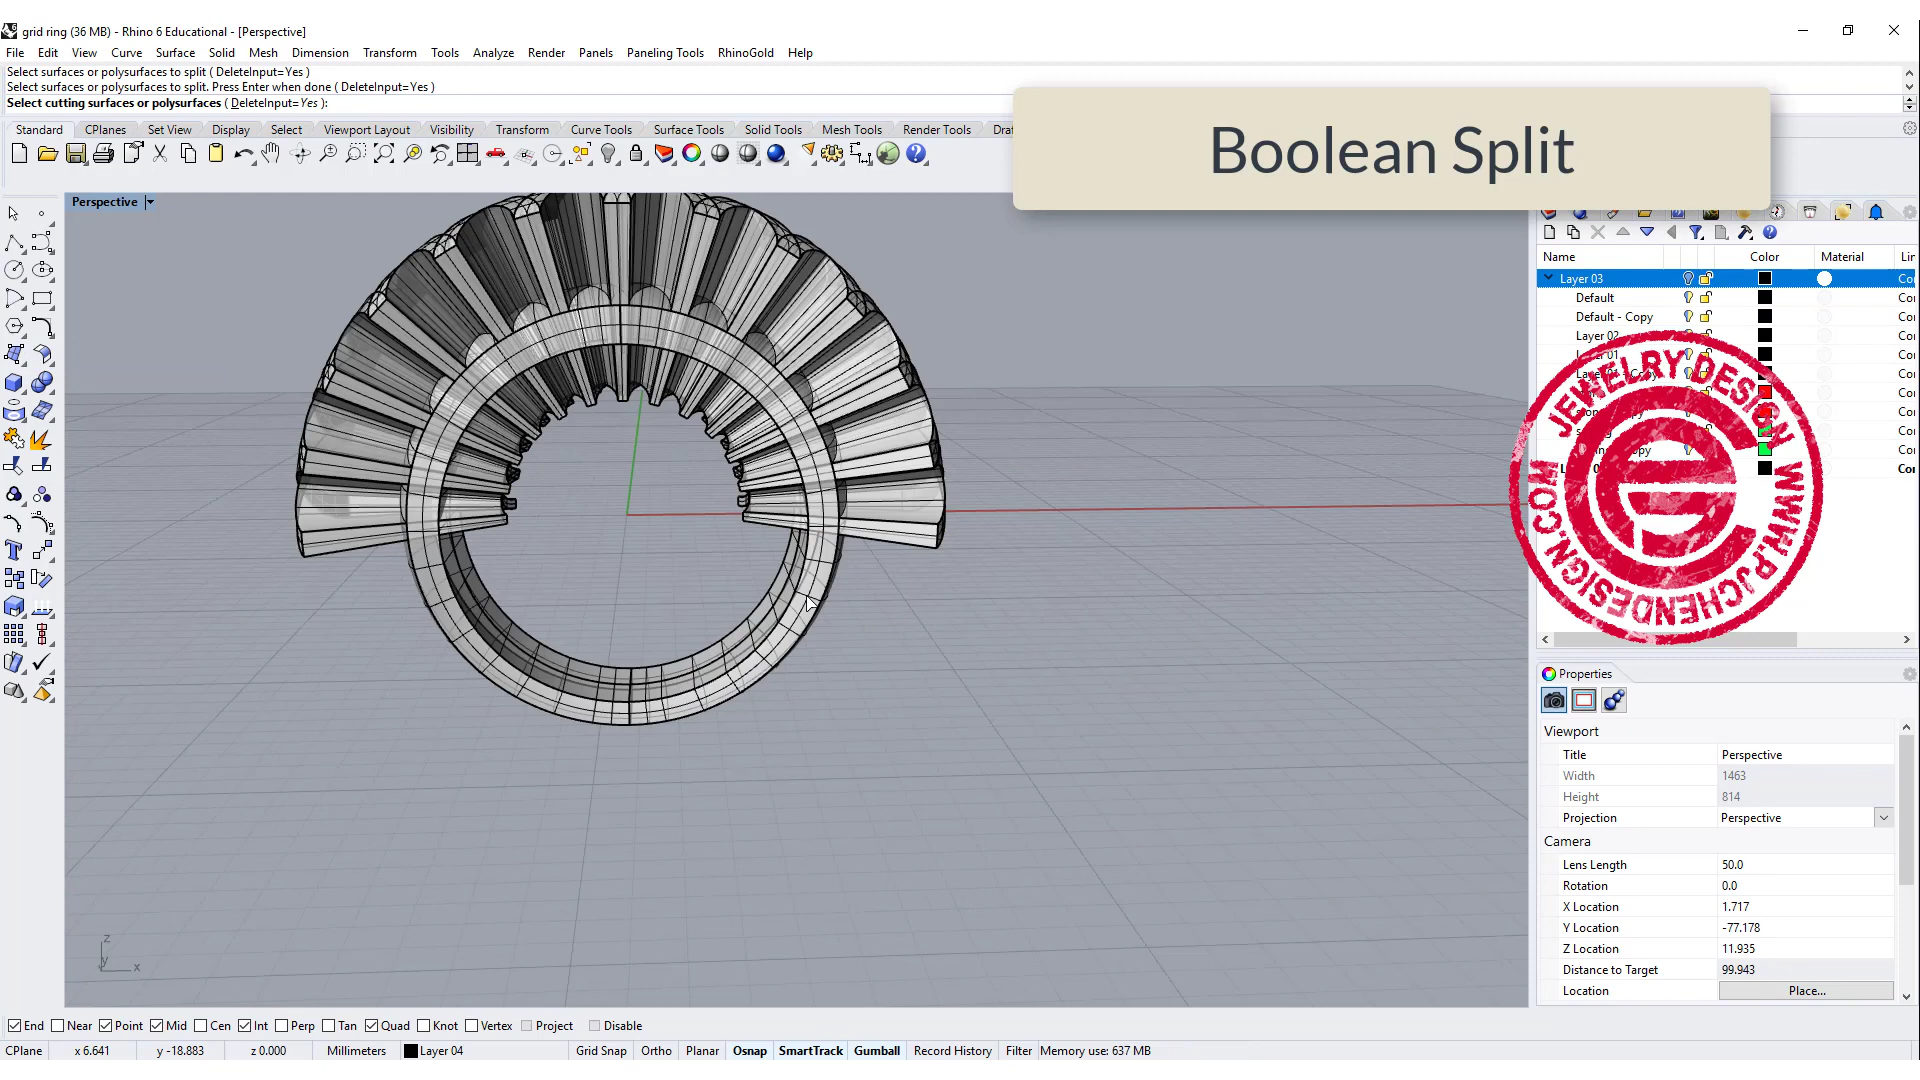 grid ring (36 MB) - Rhino 6 Educational - [Perspective]
File Edit View Curve Surface Solid Mesh Dimension Transform Tools Analyze Render Panels Paneling Tools RhinoGold Help
Select surfaces or polysurfaces to split ( DeleteInput=Yes )
Select surfaces or polysurfaces to split. Press Enter when done ( DeleteInput=Yes )
Select cutting surfaces or polysurfaces ( DeleteInput=Yes ):
Boolean Split
Standard CPlanes Set View Display Select Viewport Layout Visibility Transform Curve Tools Surface Tools Solid Tools Mesh Tools Render Tools
Perspective
Name Color Material
Layer 03
Default
Default - Copy
Layer 02
JEWELRY DESIGN WWW.PJCHENDESIGN.COM
Properties
Viewport
Title Perspective
Width 1463
Height 814
Projection Perspective
Camera
Lens Length 50.0
Rotation 0.0
X Location 1.717
Y Location -77.178
Z Location 11.935
Distance to Target 99.943
Location Place...
z
y
x
End Near Point Mid Cen Int Perp Tan Quad Knot Vertex Project Disable
CPlane x 6.641 y -18.883 z 0.000 Millimeters Layer 04 Grid Snap Ortho Planar Osnap SmartTrack Gumball Record History Filter Memory use: 637 MB